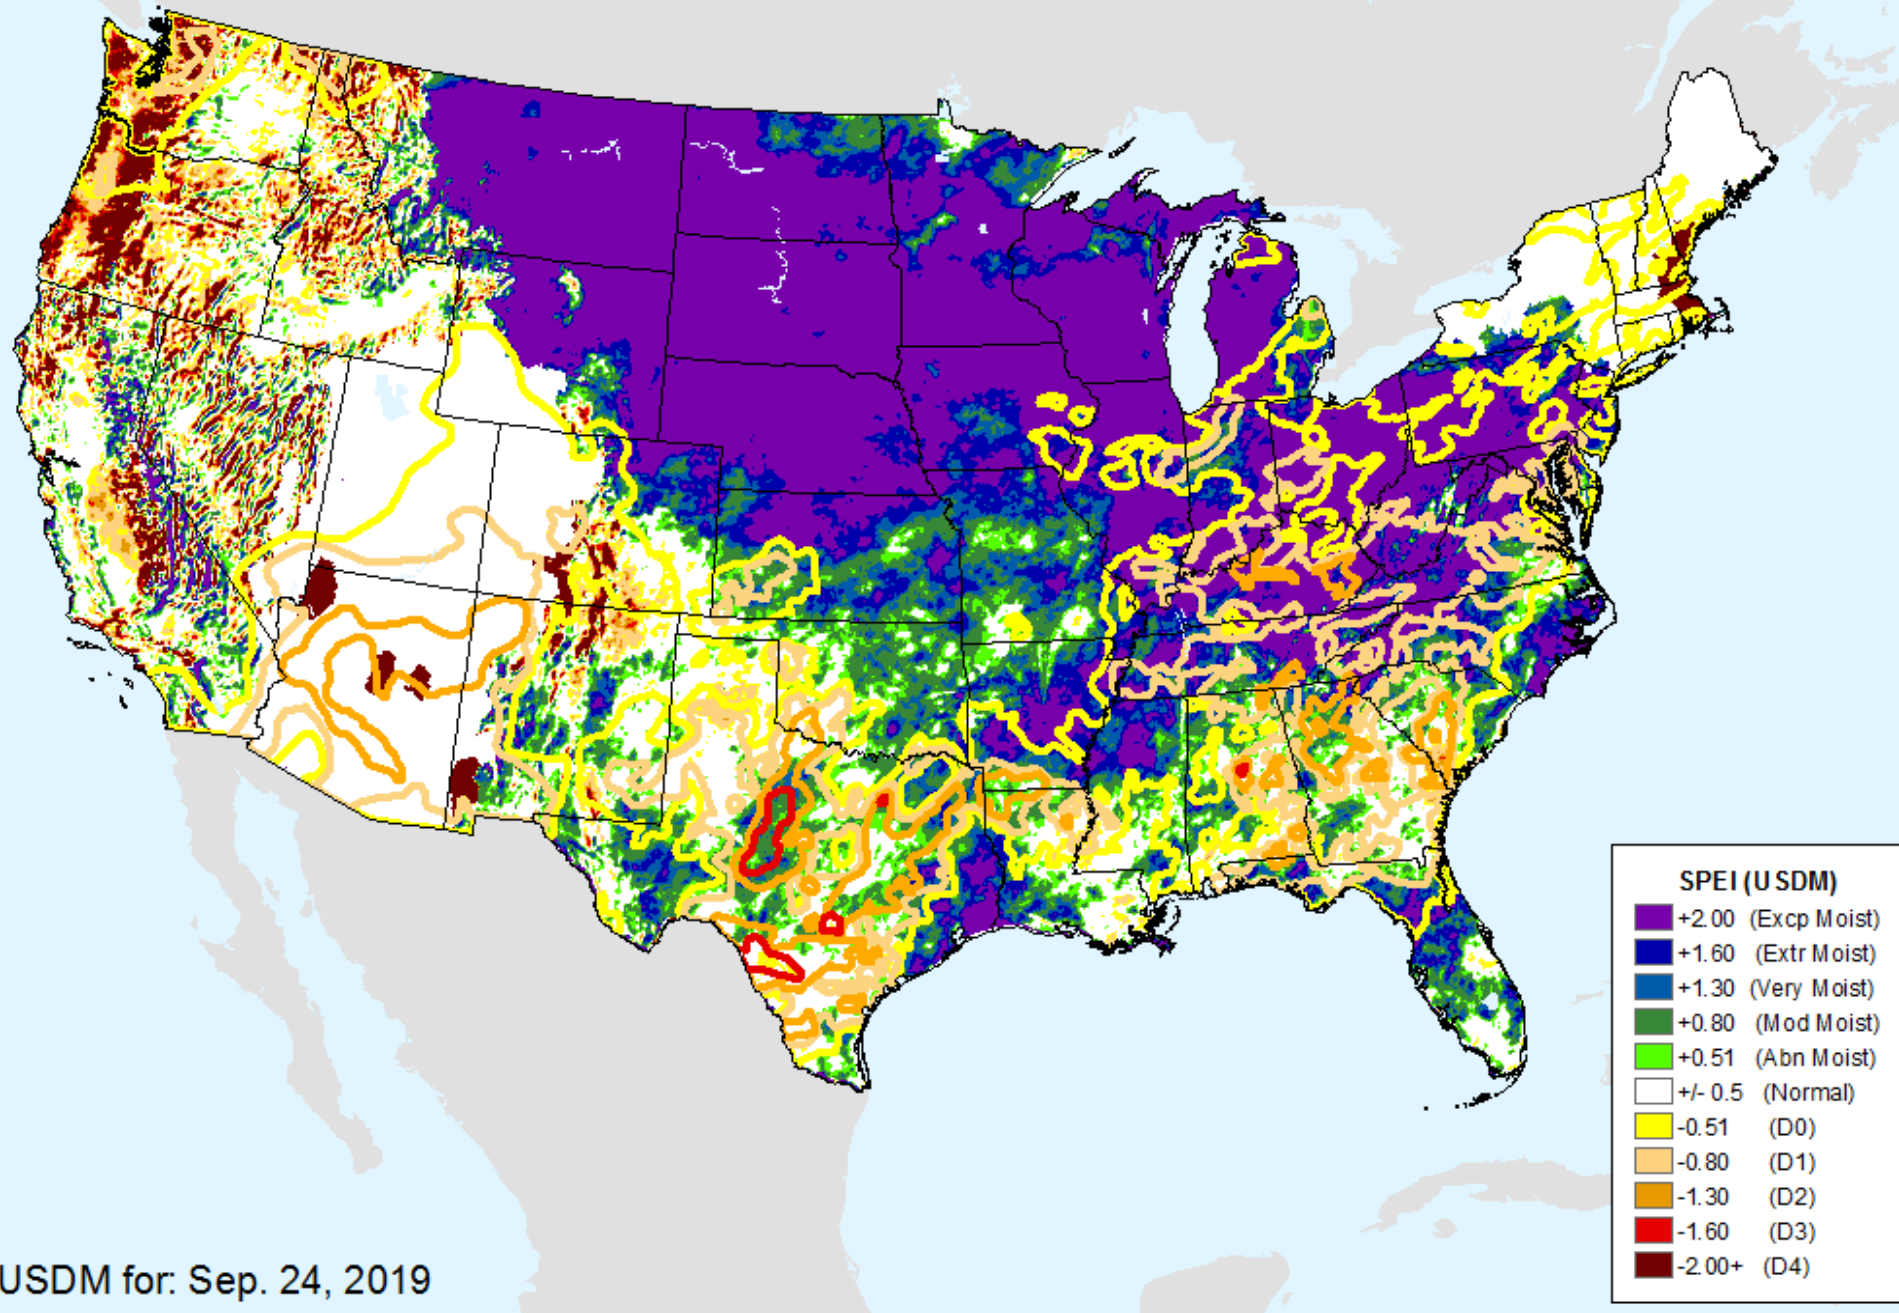 SPEI (USDM)
+2.00 (Excp Moist)
+1.60 (Extr Moist)
+1.30 (Very Moist)
+0.80 (Mod Moist)
+0.51 (Abn Moist)
+/- 0.5 (Normal)
-0.51 (D0)
-0.80 (D1)
-1.30 (D2)
-1.60 (D3)
-2.00+ (D4)
USDM for: Sep. 24, 2019